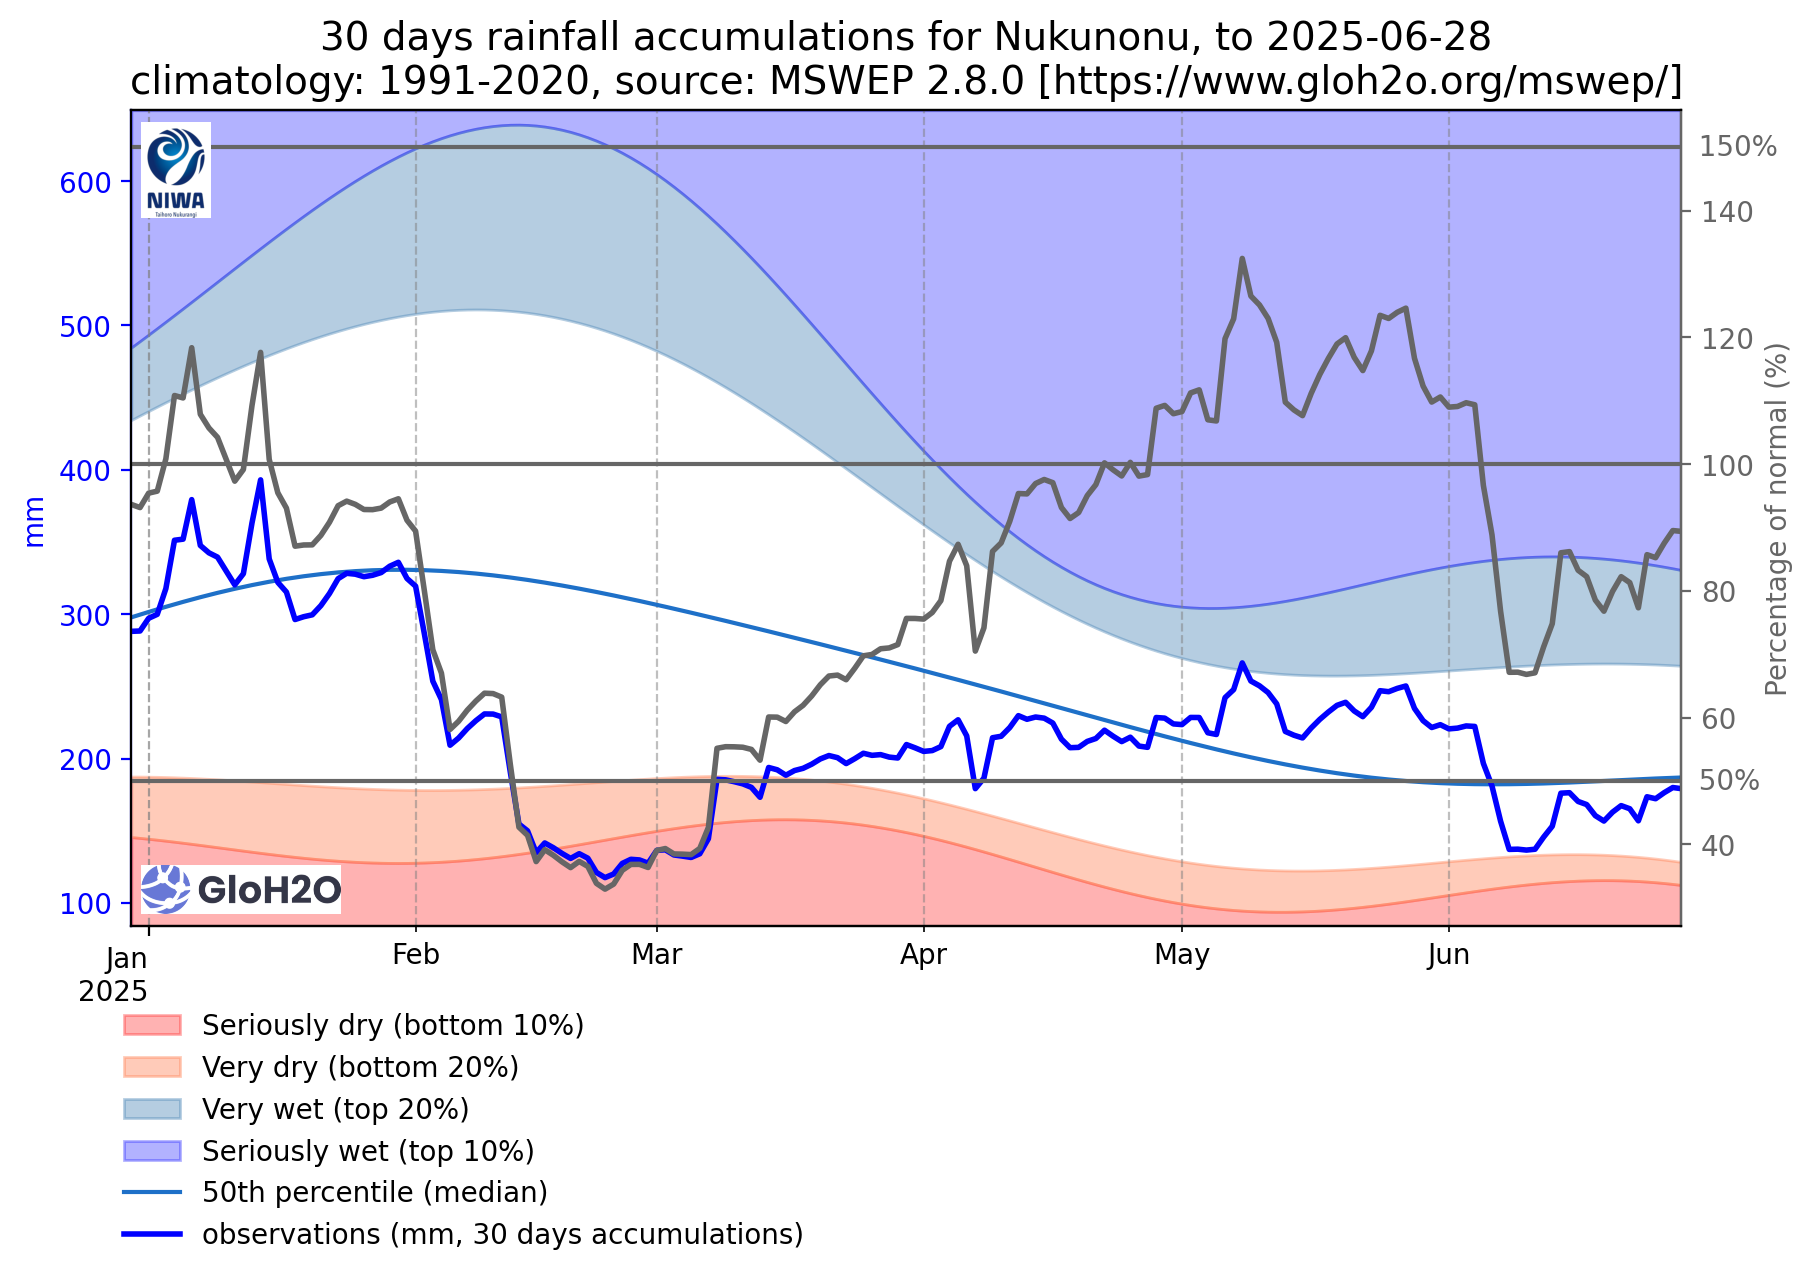 30 days rainfall accumulations for Nukunonu, to 2025-06-28
climatology: 1991-2020, source: MSWEP 2.8.0 [https://www.gloh2o.org/mswep/]
NIWA
Taihoro Nukurangi
600
500
400
300
200
100
mm
150%
140
120
100
80
60
50%
40
Percentage of normal (%)
GloH2O
Jan
2025
Feb
Mar
Apr
May
Jun
Seriously dry (bottom 10%)
Very dry (bottom 20%)
Very wet (top 20%)
Seriously wet (top 10%)
50th percentile (median)
observations (mm, 30 days accumulations)